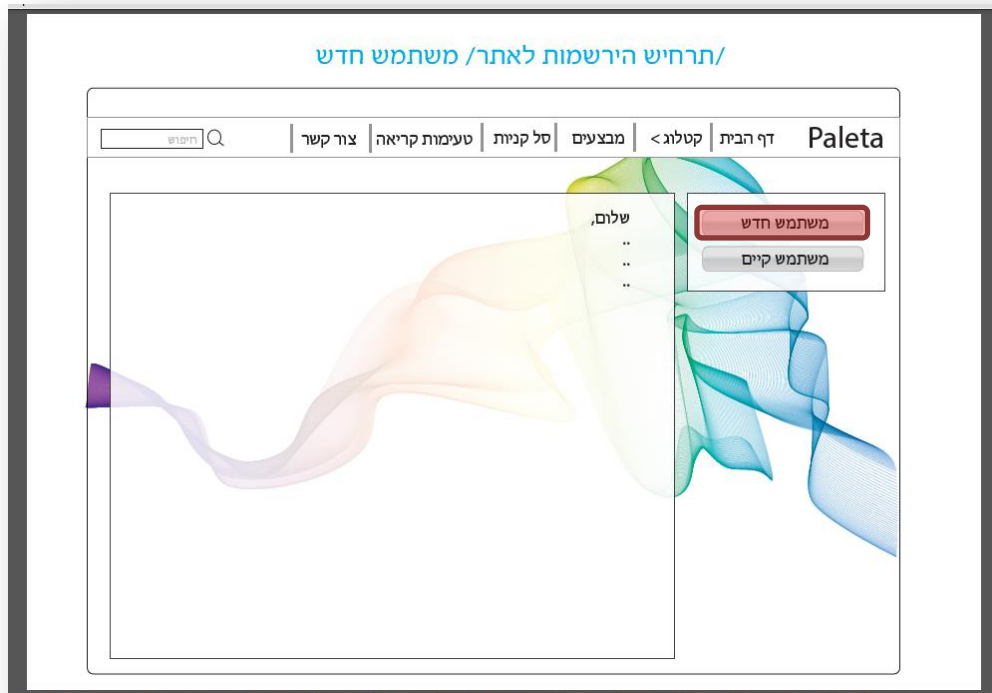 /תרחיש הירשמות לאתר/ משתמש חדש
Paleta דף הבית קטלוג > מבצעים סל קניות טעימות קריאה צור קשר חיפוש
משתמש חדש
משתמש קיים
שלום,
..
..
..